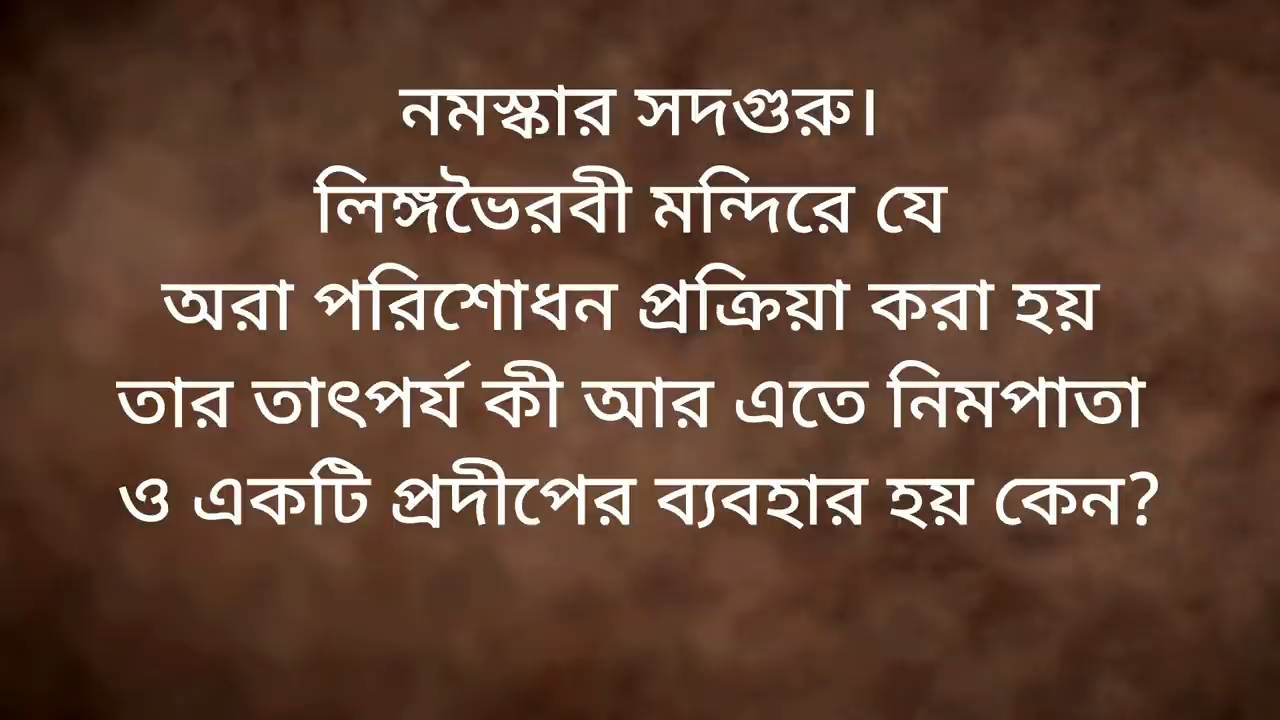 নমস্কার সদগুরু।
লিঙ্গভৈরবী মন্দিরে যে
অরা পরিশোধন প্রক্রিয়া করা হয়
তার তাৎপর্য কী আর এতে নিমপাতা
ও একটি প্রদীপের ব্যবহার হয় কেন?